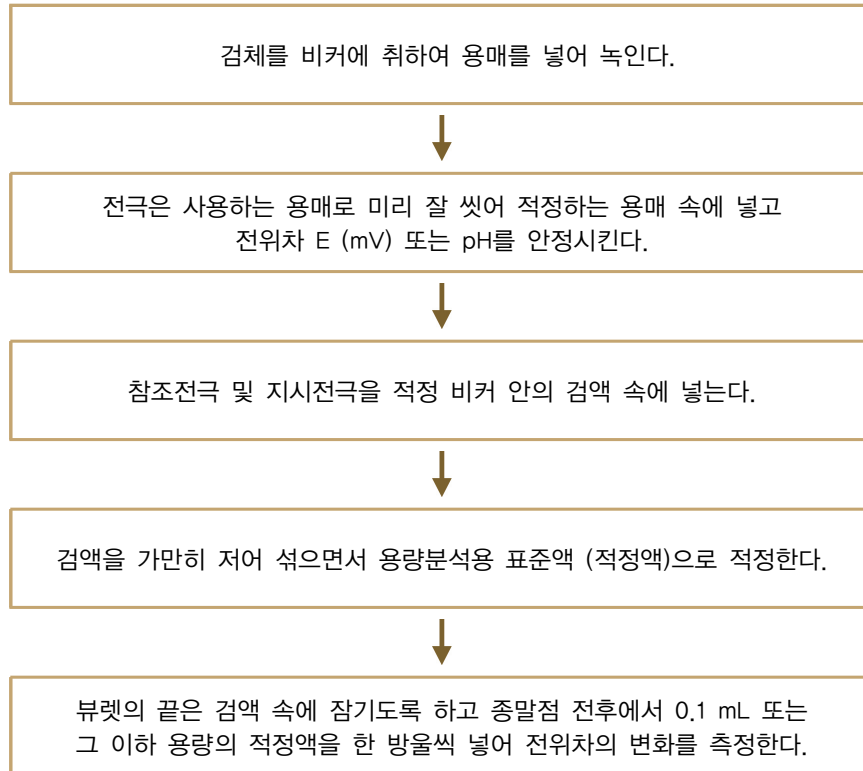 검체를 비커에 취하여 용매를 넣어 녹인다.
전극은 사용하는 용매로 미리 잘 씻어 적정하는 용매 속에 넣고
전위차 E (mV) 또는 pH를 안정시킨다.
참조전극 및 지시전극을 적정 비커 안의 검액 속에 넣는다.
검액을 가만히 저어 섞으면서 용량분석용 표준액 (적정액)으로 적정한다.
뷰렛의 끝은 검액 속에 잠기도록 하고 종말점 전후에서 0.1 mL 또는
그 이하 용량의 적정액을 한 방울씩 넣어 전위차의 변화를 측정한다.